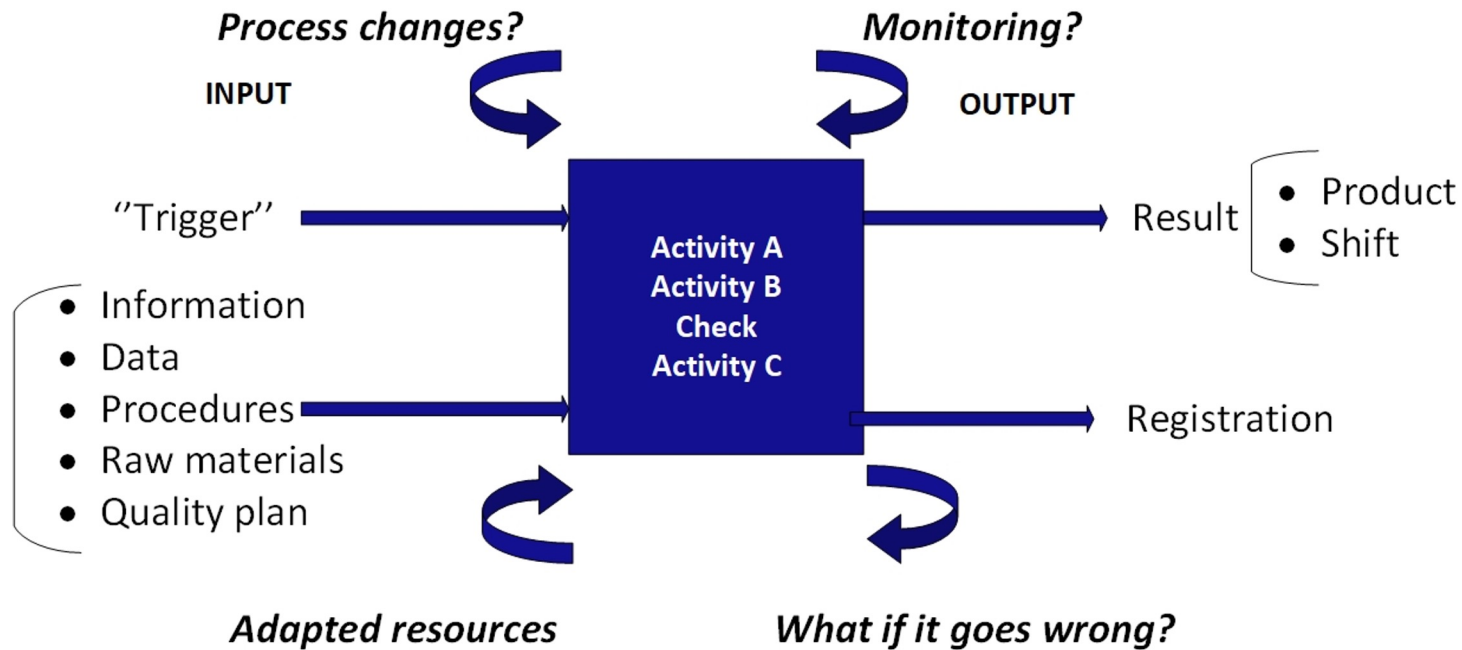 Process changes?
Monitoring?
INPUT
OUTPUT
‘’Trigger’’
Result
• Product
• Shift
Activity A
Activity B
Check
Activity C
• Information
• Data
• Procedures
• Raw materials
• Quality plan
Registration
Adapted resources
What if it goes wrong?